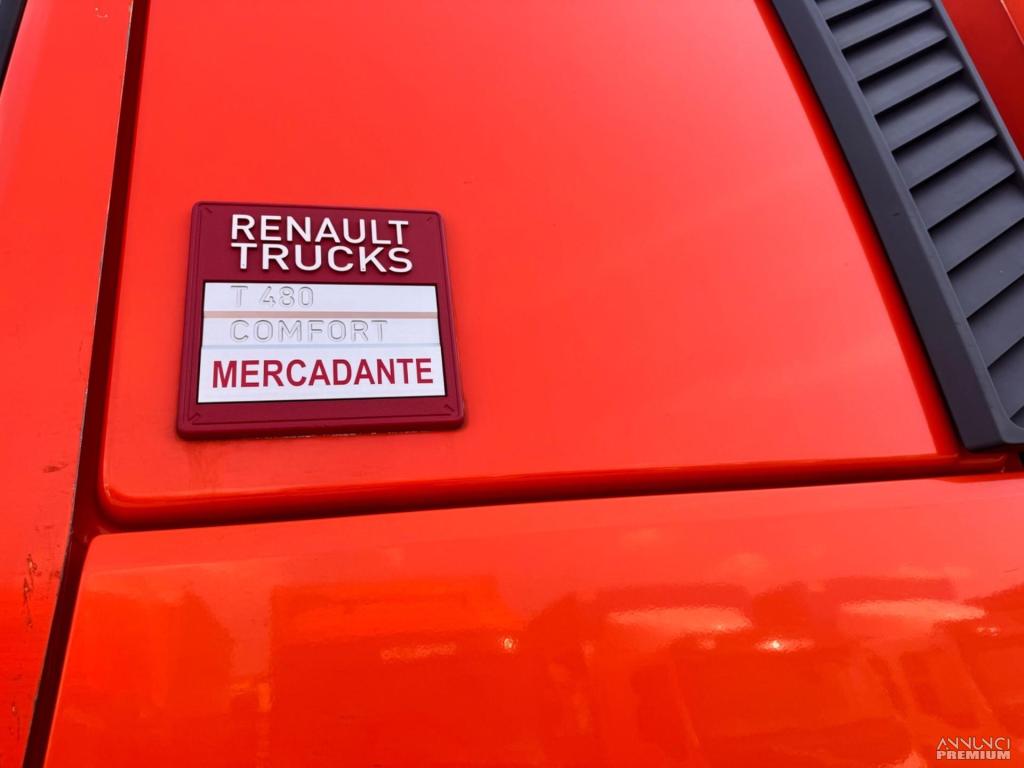 RENAULT
TRUCKS
T 480
COMFORT
MERCADANTE
ANNUNCI
PREMIUM